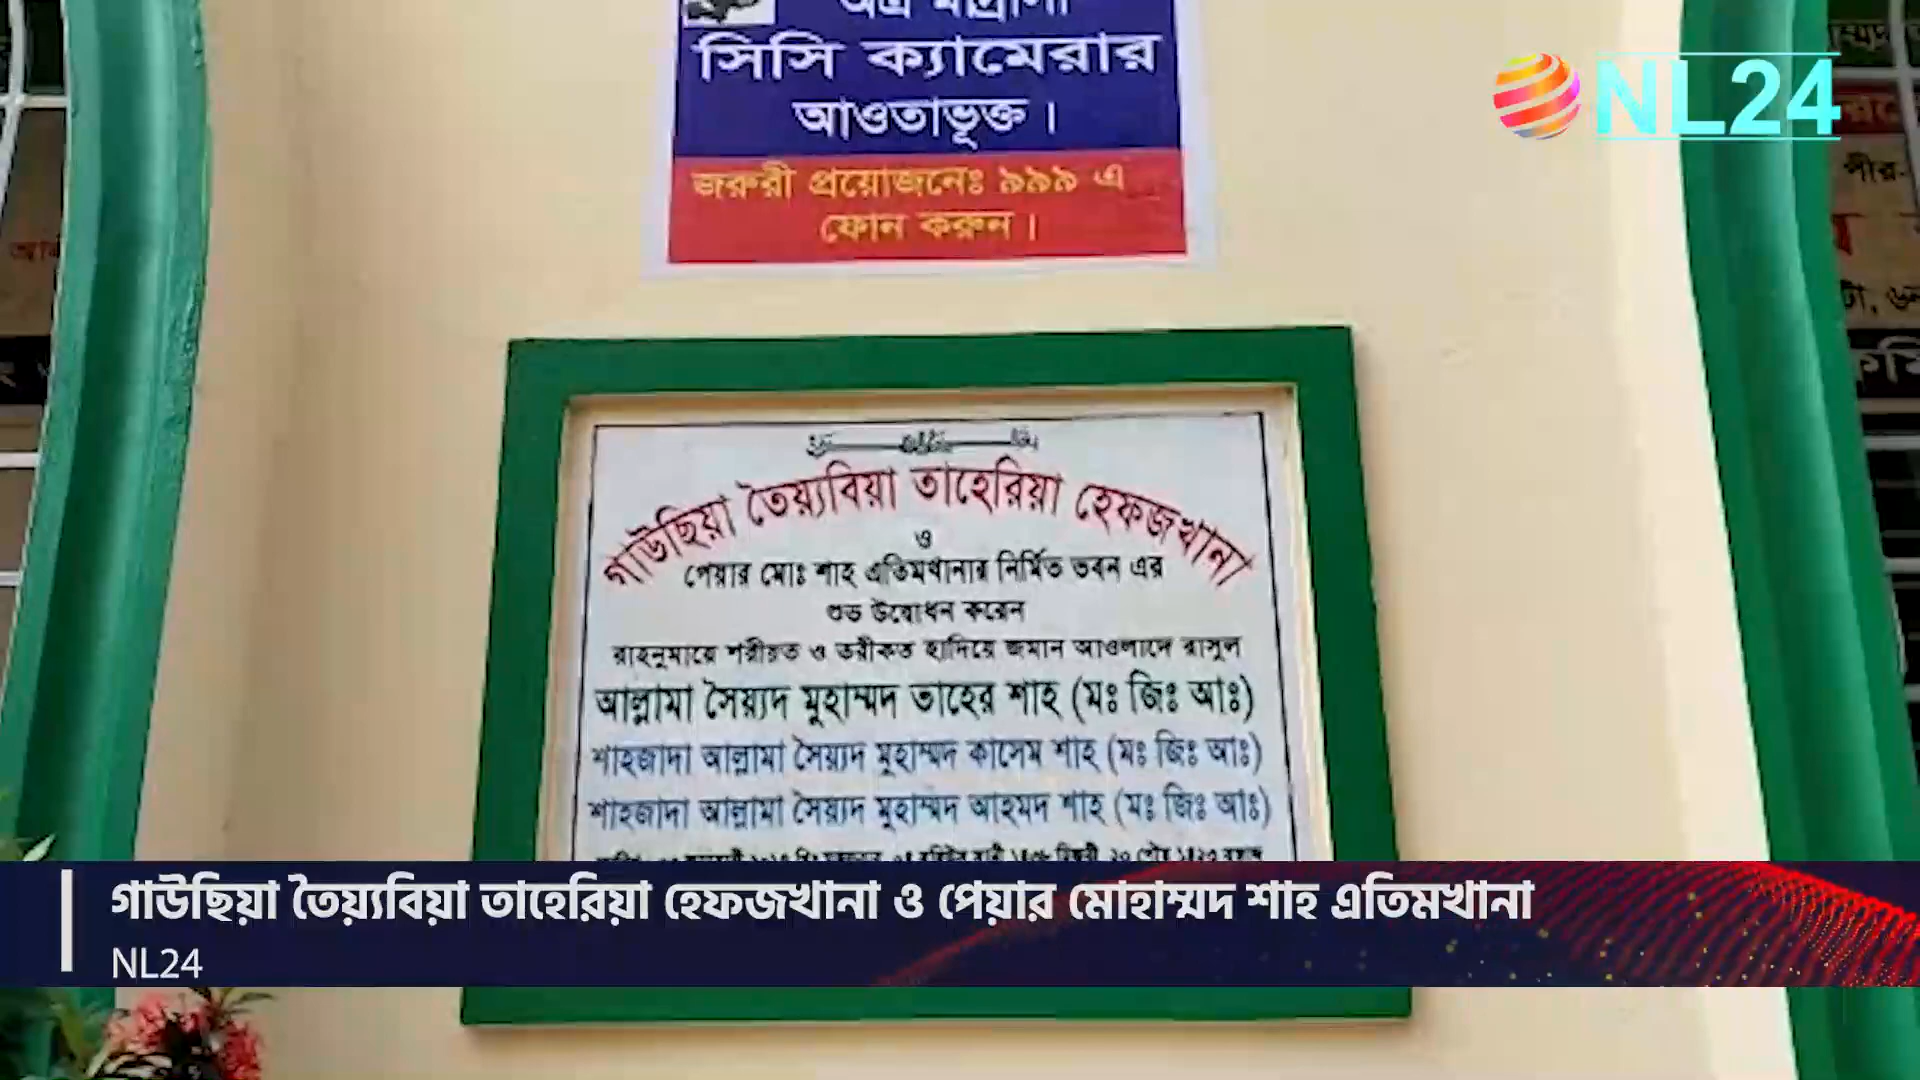 সিসি ক্যামেরার
আওতাভূক্ত।
জরুরী প্রয়োজনেঃ ৯৯৯ এ
ফোন করুন।
NL24
গাউছিয়া তৈয়্যবিয়া তাহেরিয়া হেফজখানা
ও
পেয়ার মোঃ শাহ এতিমখানার নির্মিত ভবন এর
শুভ উদ্বোধন করেন
রাহনুমায়ে শরীয়ত ও তরীকত হাদিয়ে জমান আওলাদে রাসুল
আল্লামা সৈয়্যদ মুহাম্মদ তাহের শাহ (মঃ জিঃ আঃ)
শাহজাদা আল্লামা সৈয়্যদ মুহাম্মদ কাসেম শাহ (মঃ জিঃ আঃ)
শাহজাদা আল্লামা সৈয়্যদ মুহাম্মদ আহমদ শাহ (মঃ জিঃ আঃ)
গাউছিয়া তৈয়্যবিয়া তাহেরিয়া হেফজখানা ও পেয়ার মোহাম্মদ শাহ এতিমখানা
NL24